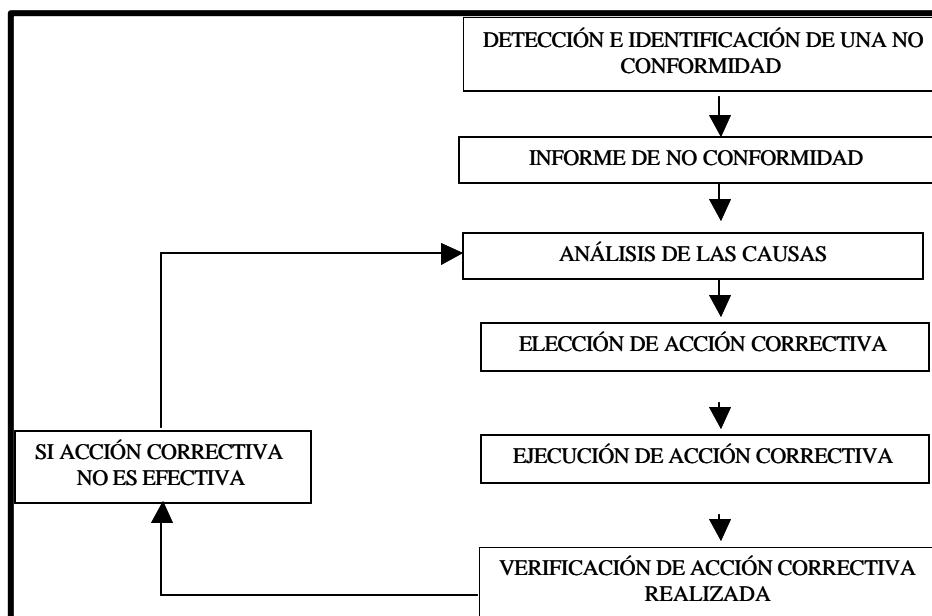 DETECCIÓN E IDENTIFICACIÓN DE UNA NO
CONFORMIDAD
INFORME DE NO CONFORMIDAD
ANÁLISIS DE LAS CAUSAS
ELECCIÓN DE ACCIÓN CORRECTIVA
SI ACCIÓN CORRECTIVA
NO ES EFECTIVA
EJECUCIÓN DE ACCIÓN CORRECTIVA
VERIFICACIÓN DE ACCIÓN CORRECTIVA
REALIZADA